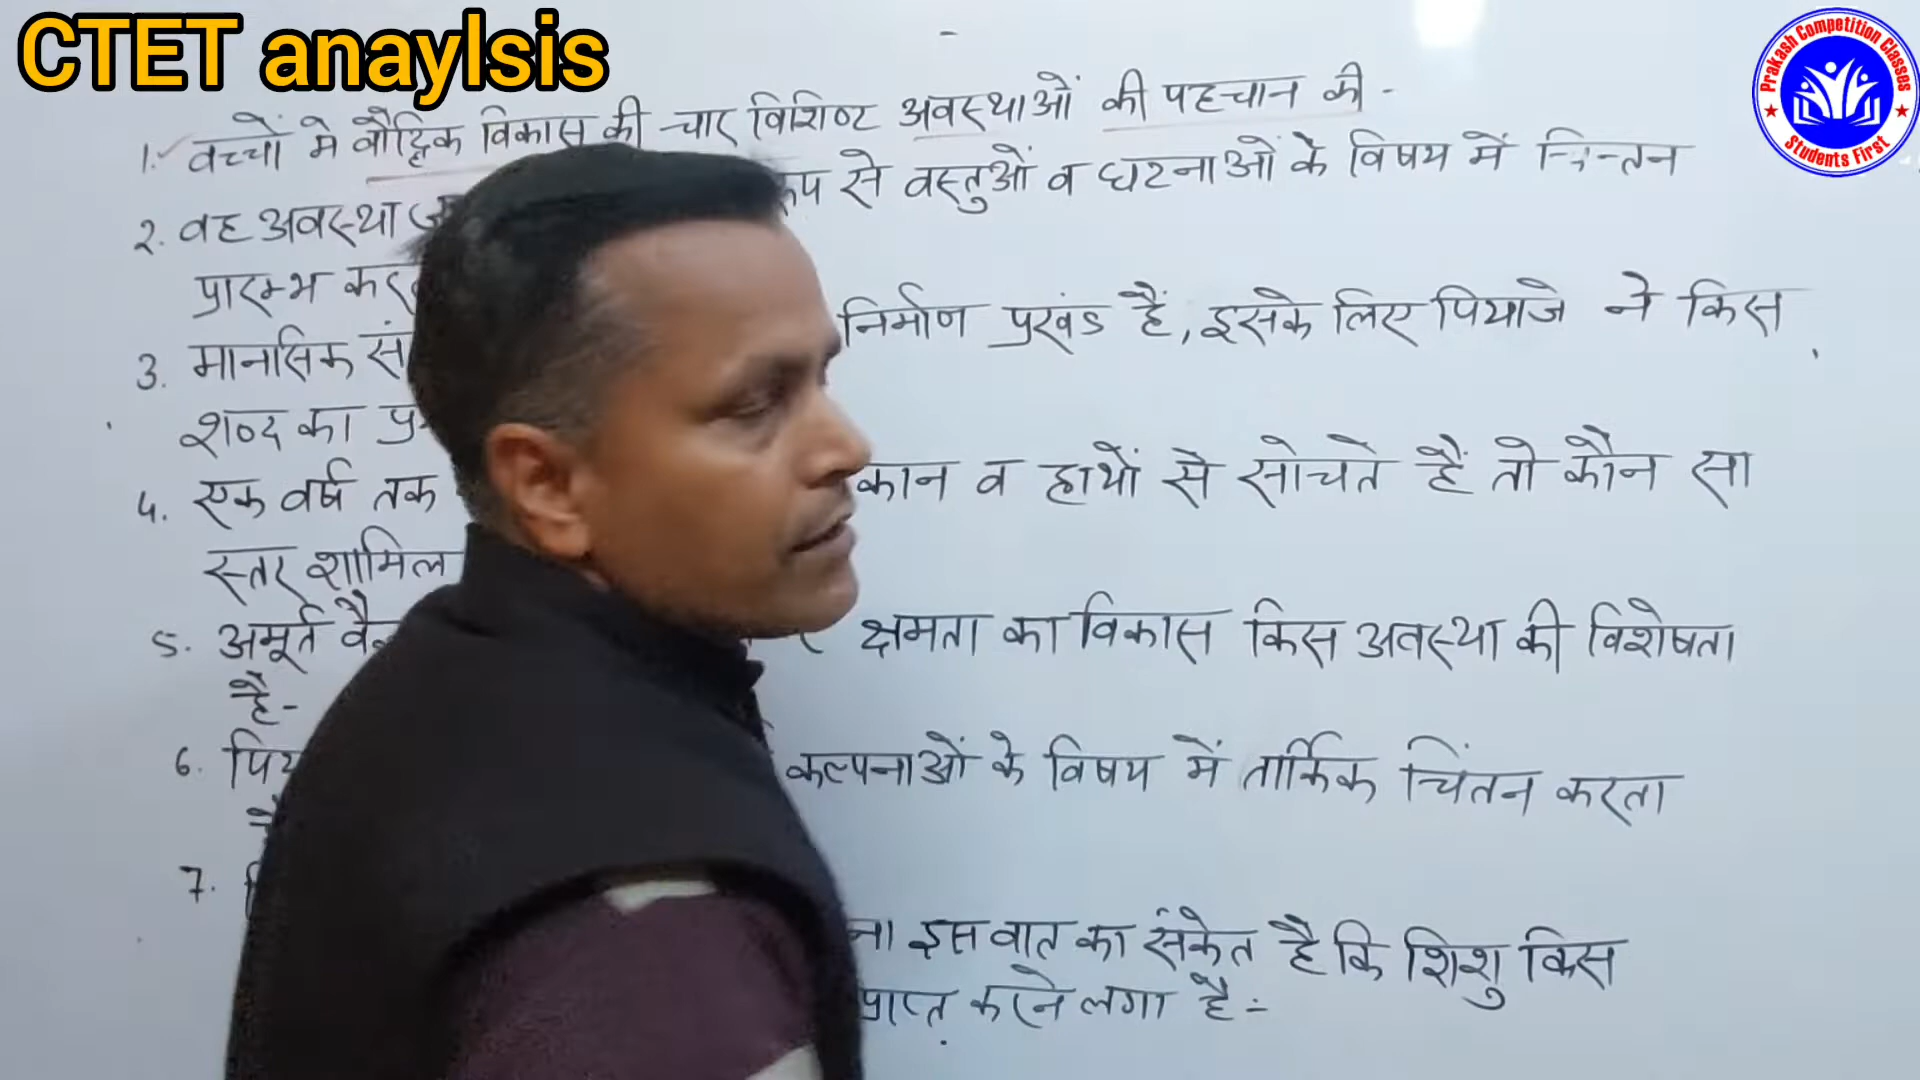 CTET anaylsis
Prakash Competition Classes
Students First
1. बच्चों मे बौद्धिक विकास की चार विशिष्ट अवस्थाओं की पहचान की -
2. वह अवस्था रूप से वस्तुओं व घटनाओं के विषय में चिन्तन
प्रारम्भ
3. मानसिक निर्माण प्रखंड हैं, इसके लिए पियाजे ने किस
शब्द का
4. एक वर्ष तक कान व हाथों से सोचते हैं तो कौन सा
स्तर शामिल
5. अमूर्त क्षमता का विकास किस अवस्था की विशेषता
है-
6. कल्पनाओं के विषय में तार्किक चिंतन करता
7.
ना इस बात का संकेत है कि शिशु किस
प्राप्त करने लगा है :-